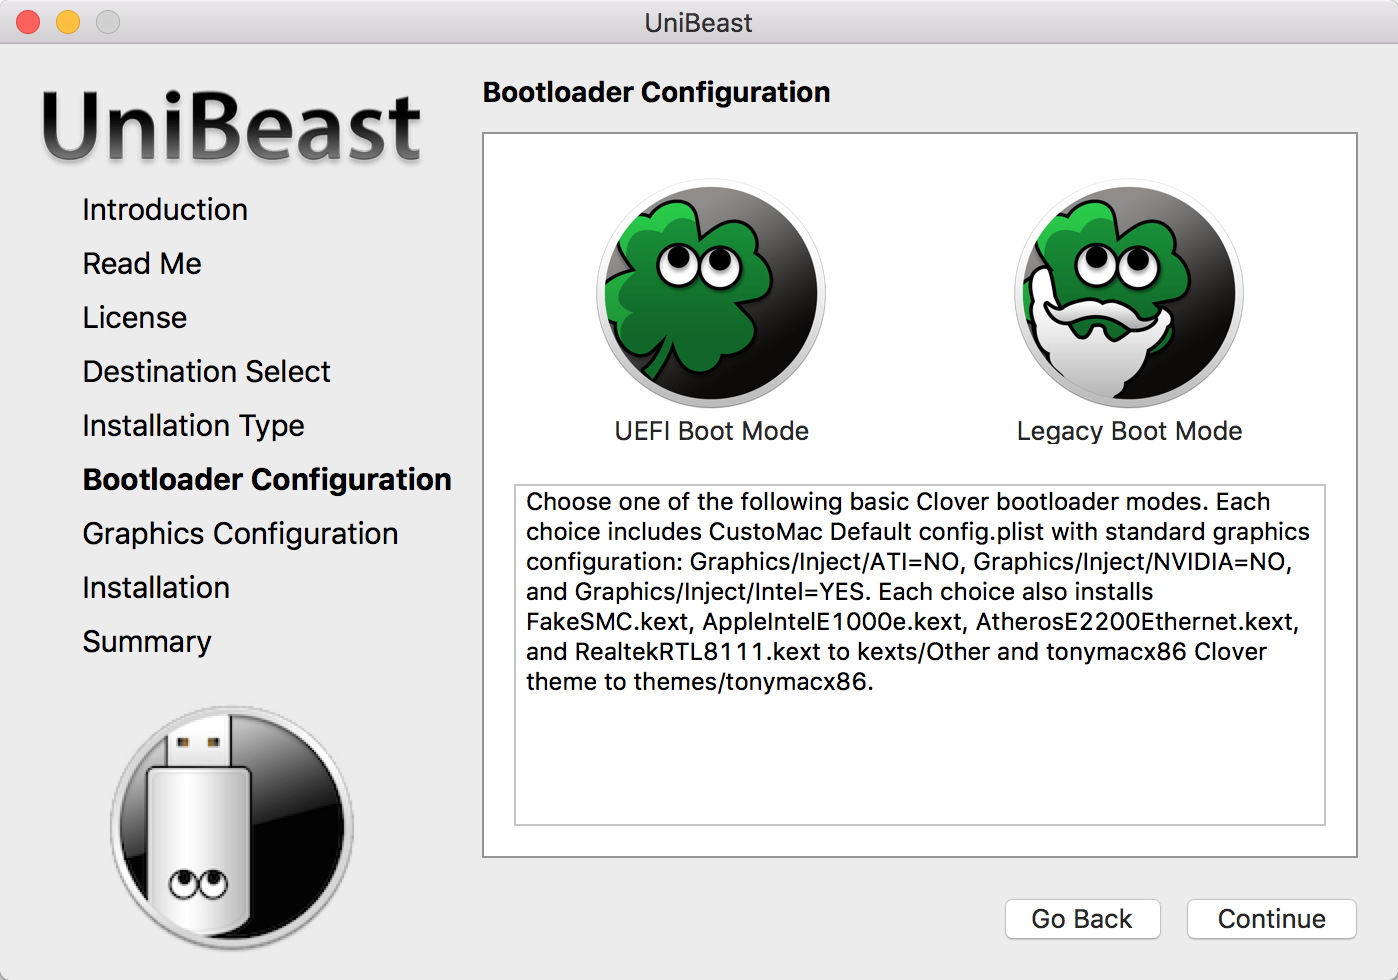 UniBeast
UniBeast
Introduction
Read Me
License
Destination Select
Installation Type
Bootloader Configuration
Graphics Configuration
Installation
Summary
Bootloader Configuration
UEFI Boot Mode
Legacy Boot Mode
Choose one of the following basic Clover bootloader modes. Each
choice includes CustoMac Default config.plist with standard graphics
configuration: Graphics/Inject/ATI=NO, Graphics/Inject/NVIDIA=NO,
and Graphics/Inject/Intel=YES. Each choice also installs
FakeSMC.kext, AppleIntelE1000e.kext, AtherosE2200Ethernet.kext,
and RealtekRTL8111.kext to kexts/Other and tonymacx86 Clover
theme to themes/tonymacx86.
Go Back
Continue